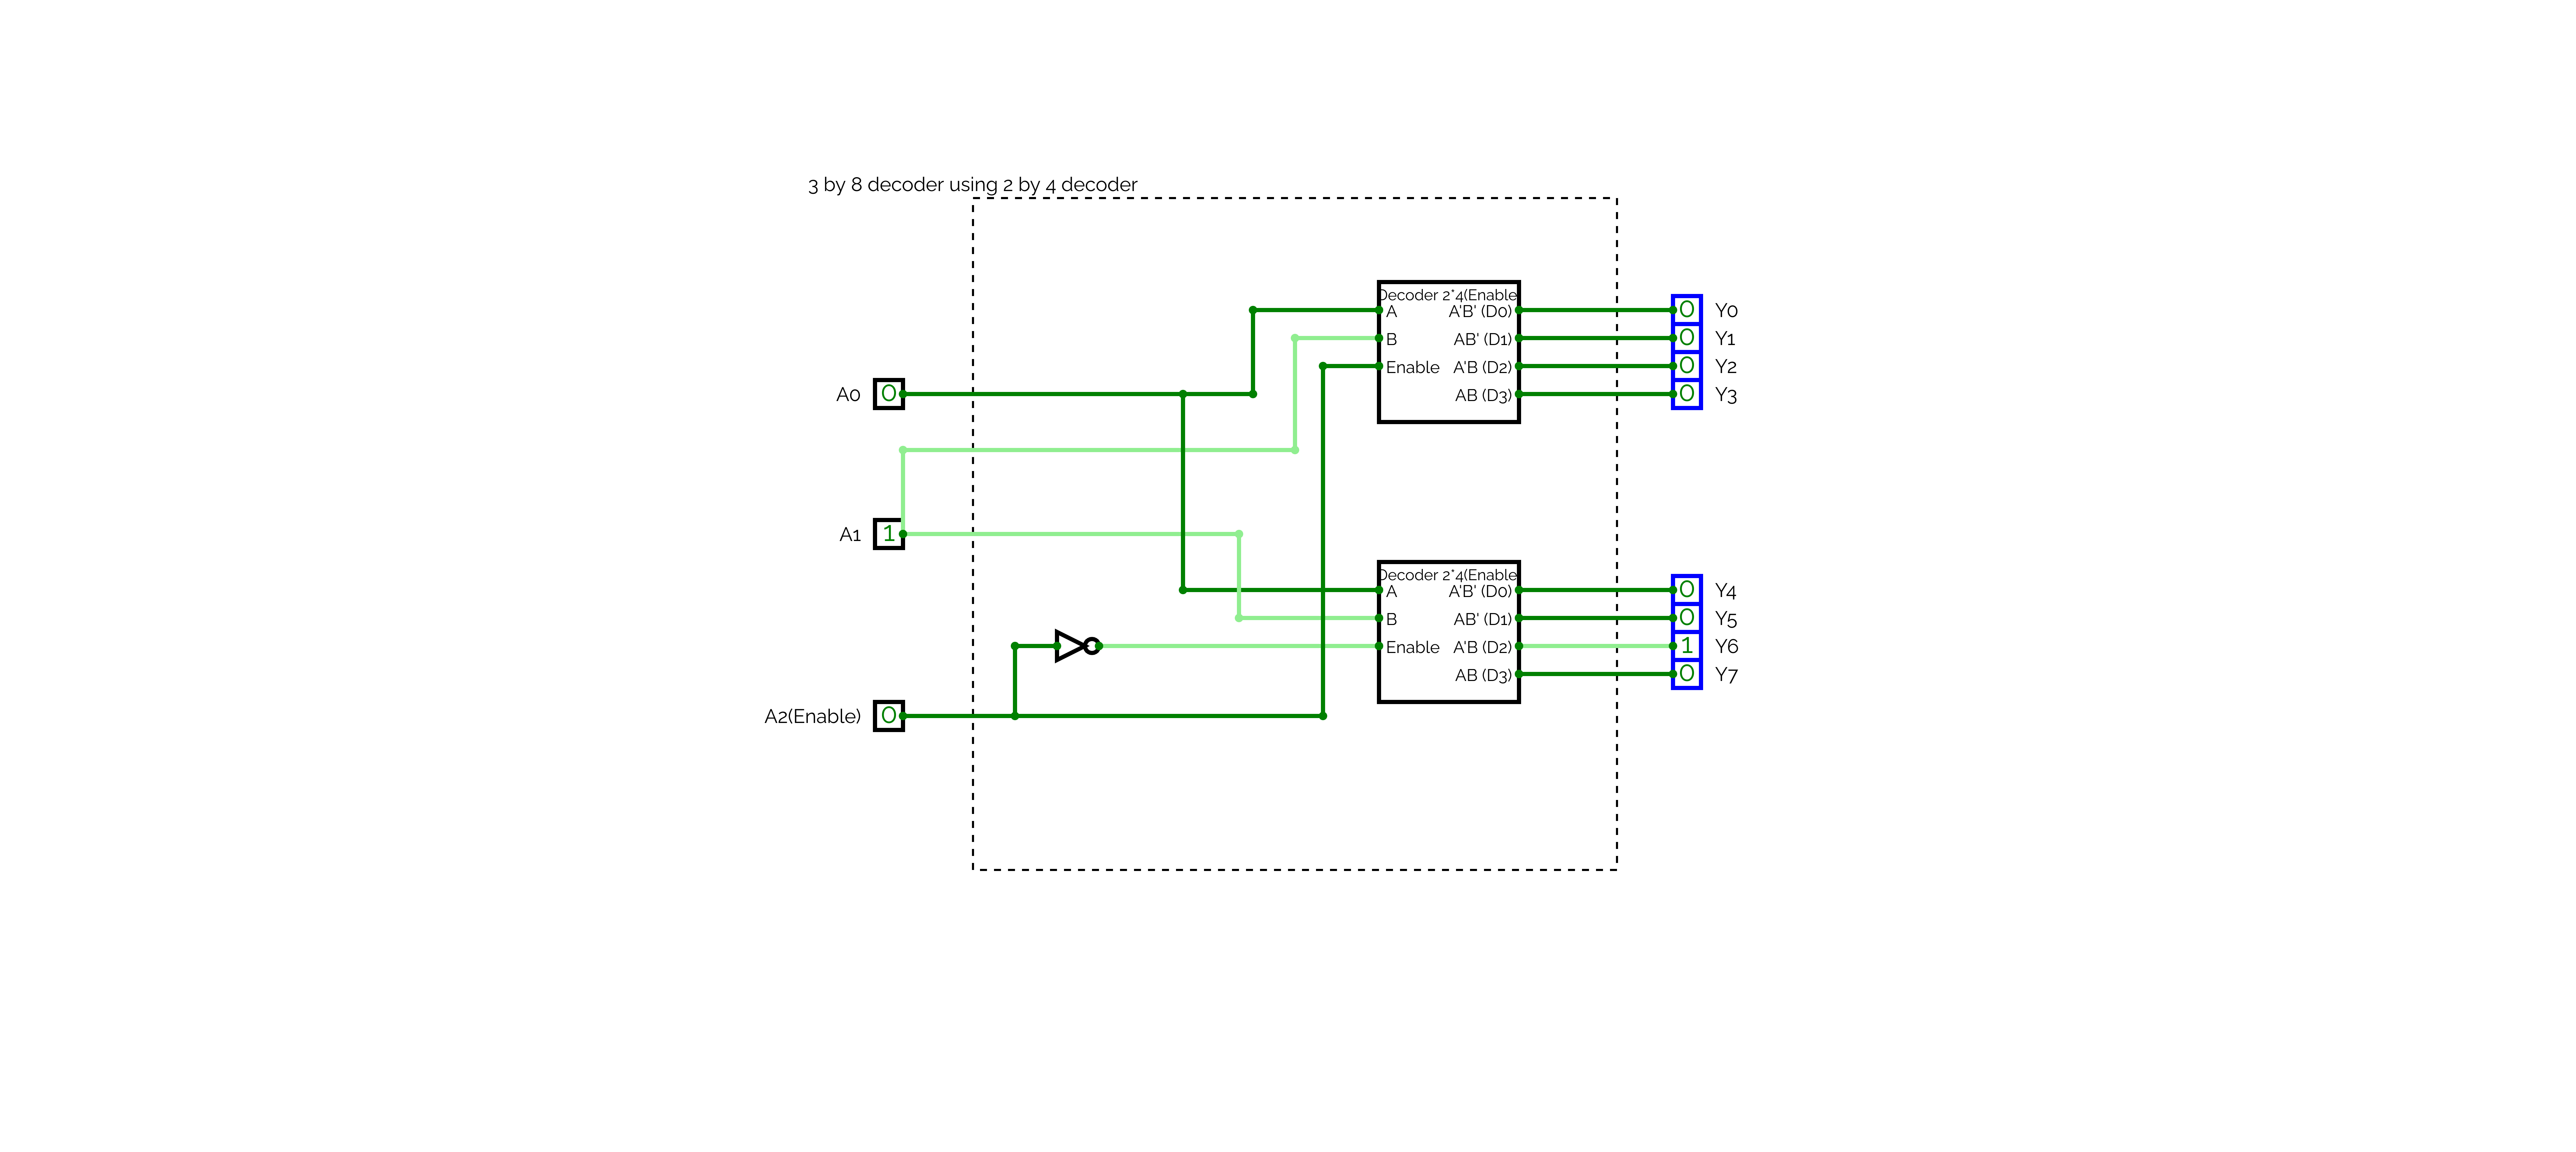 3 by 8 decoder using 2 by 4 decoder
Decoder 2*4(Enable
A A'B' (D0)
B AB' (D1)
Enable A'B (D2)
AB (D3)
0 Y0
0 Y1
0 Y2
0 Y3
A0 0
A1 1
Decoder 2*4(Enable
A A'B' (D0)
B AB' (D1)
Enable A'B (D2)
AB (D3)
0 Y4
0 Y5
1 Y6
0 Y7
A2(Enable) 0